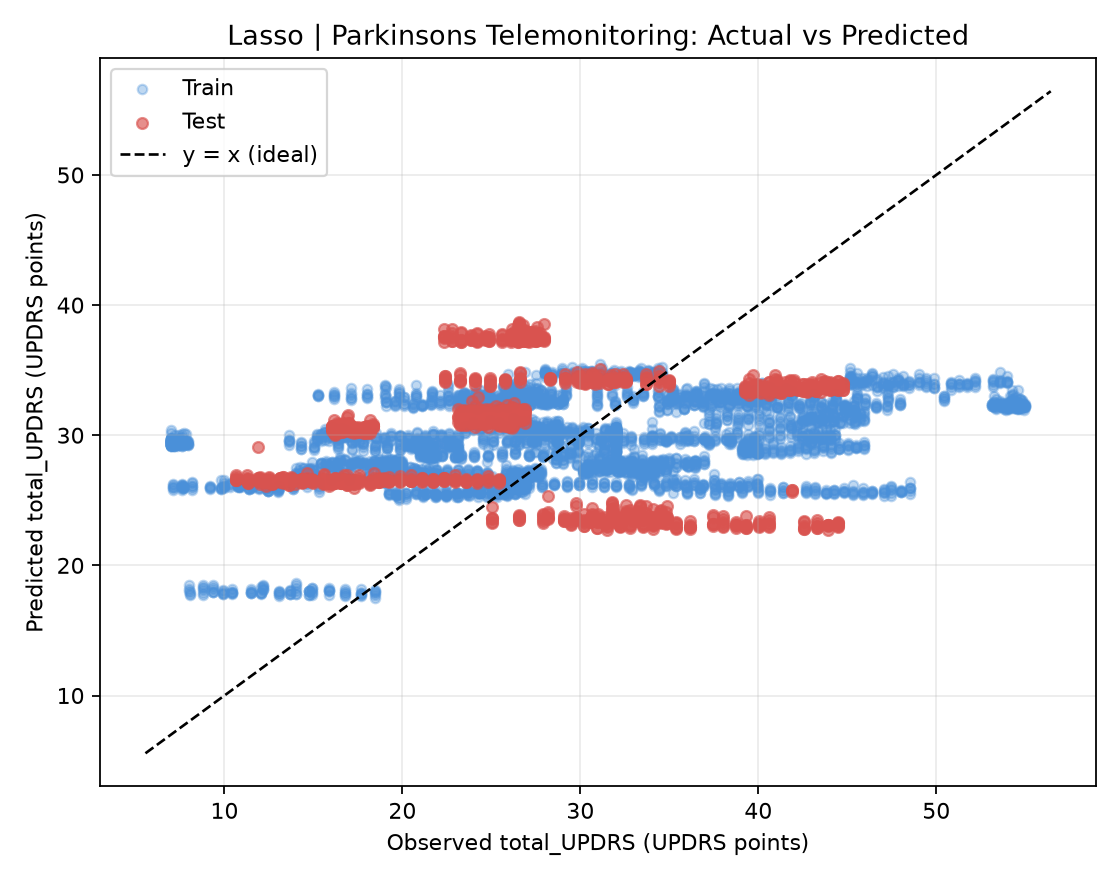 Lasso | Parkinsons Telemonitoring: Actual vs Predicted
Train
Test
y = x (ideal)
Predicted total_UPDRS (UPDRS points)
50
40
30
20
10
10 20 30 40 50
Observed total_UPDRS (UPDRS points)